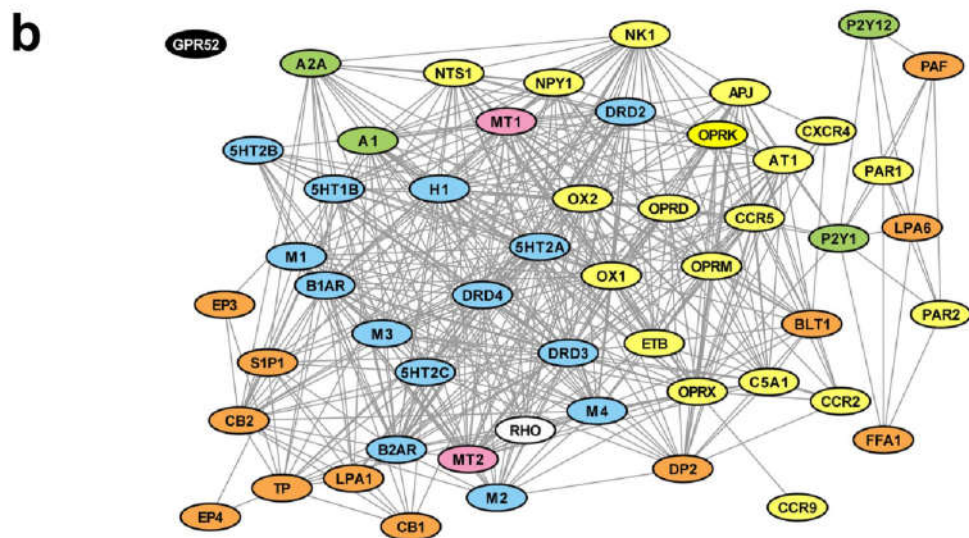 b
GPR52
NK1
P2Y12
A2A
NTS1
PAF
NPY1
APJ
MT1
DRD2
OPRK
CXCR4
A1
5HT2B
AT1
PAR1
5HT1B
H1
OX2
OPRD
CCR5
LPA6
P2Y1
5HT2A
M1
OPRM
B1AR
OX1
DRD4
EP3
PAR2
BLT1
M3
ETB
DRD3
S1P1
5HT2C
C5A1
OPRX
CCR2
M4
CB2
RHO
FFA1
B2AR
MT2
DP2
LPA1
TP
M2
CCR9
EP4
CB1